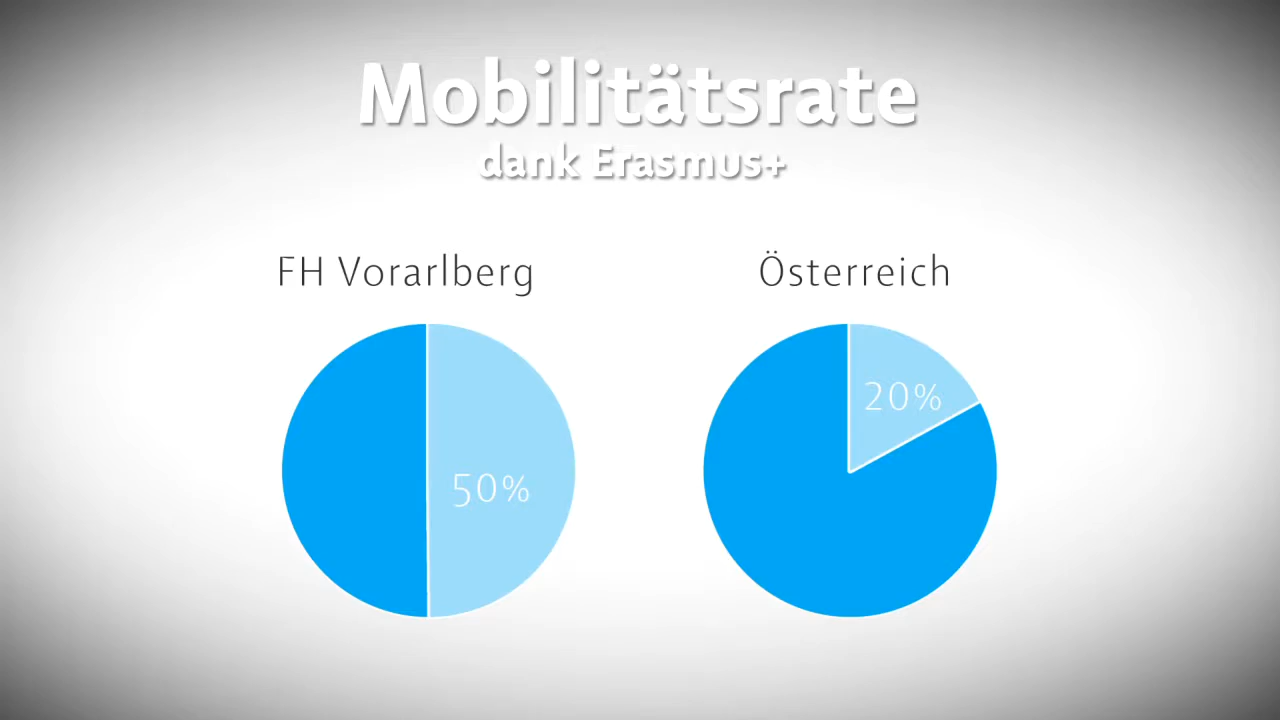 Mobilitätsrate
dank Erasmus+
FH Vorarlberg
Österreich
50%
20%